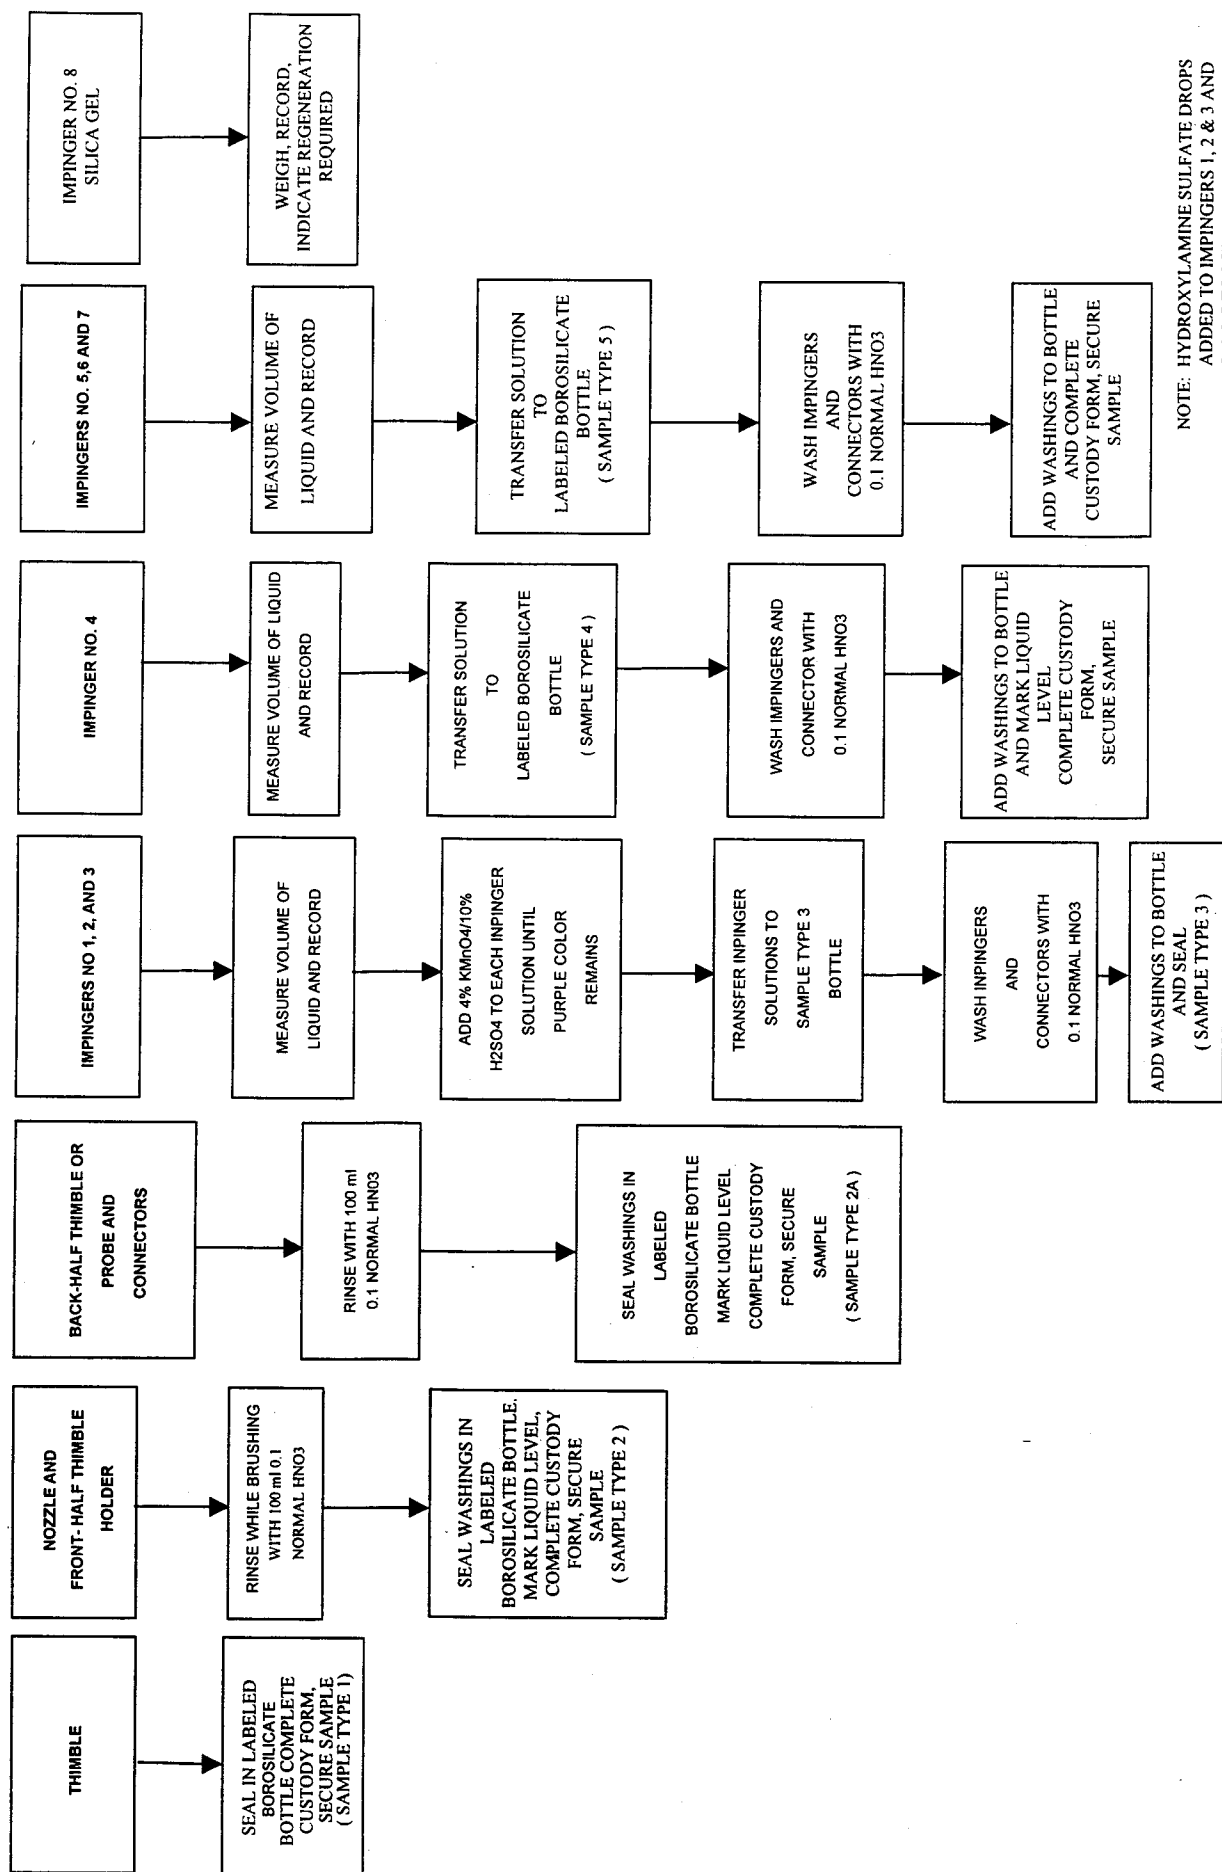 THIMBLE
SEAL IN LABELED
BOROSILICATE
BOTTLE COMPLETE
CUSTODY FORM,
SECURE SAMPLE
( SAMPLE TYPE 1)
NOZZLE AND
FRONT- HALF THIMBLE
HOLDER
RINSE WHILE BRUSHING
WITH 100 ml 0.1
NORMAL HNO3
SEAL WASHINGS IN
LABELED
BOROSILICATE BOTTLE.
MARK LIQUID LEVEL,
COMPLETE CUSTODY
FORM, SECURE
SAMPLE
( SAMPLE TYPE 2)
BACK-HALF THIMBLE OR
PROBE AND
CONNECTORS
RINSE WITH 100 ml
0.1 NORMAL HN03
SEAL WASHINGS IN
LABELED
BOROSILICATE BOTTLE
MARK LIQUID LEVEL
COMPLETE CUSTODY
FORM, SECURE
SAMPLE
( SAMPLE TYPE 2A)
IMPINGERS NO 1, 2, AND 3
MEASURE VOLUME OF
LIQUID AND RECORD
ADD 4% KMnO4/10%
H2SO4 TO EACH INPINGER
SOLUTION UNTIL
PURPLE COLOR
REMAINS
TRANSFER INPINGER
SOLUTIONS TO
SAMPLE TYPE 3
BOTTLE
WASH INPINGERS
AND
CONNECTORS WITH
0.1 NORMAL HNO3
ADD WASHINGS TO BOTTLE
AND SEAL
( SAMPLE TYPE 3 )
IMPINGER NO. 4
MEASURE VOLUME OF LIQUID
AND RECORD
TRANSFER SOLUTION
TO
LABELED BOROSILICATE
BOTTLE
( SAMPLE TYPE 4 )
WASH IMPINGERS AND
CONNECTOR WITH
0.1 NORMAL HNO3
ADD WASHINGS TO BOTTLE
AND MARK LIQUID
LEVEL
COMPLETE CUSTODY
FORM,
SECURE SAMPLE
IMPINGERS NO. 5,6 AND 7
MEASURE VOLUME OF
LIQUID AND RECORD
TRANSFER SOLUTION
TO
LABELED BOROSILICATE
BOTTLE
( SAMPLE TYPE 5 )
WASH IMPINGERS
AND
CONNECTORS WITH
0.1 NORMAL HNO3
ADD WASHINGS TO BOTTLE
AND COMPLETE
CUSTODY FORM, SECURE
SAMPLE
IMPINGER NO. 8
SILICA GEL
WEIGH, RECORD,
INDICATE REGENERATION
REQUIRED
NOTE: HYDROXYLAMINE SULFATE DROPS
ADDED TO IMPINGERS 1, 2 & 3 AND